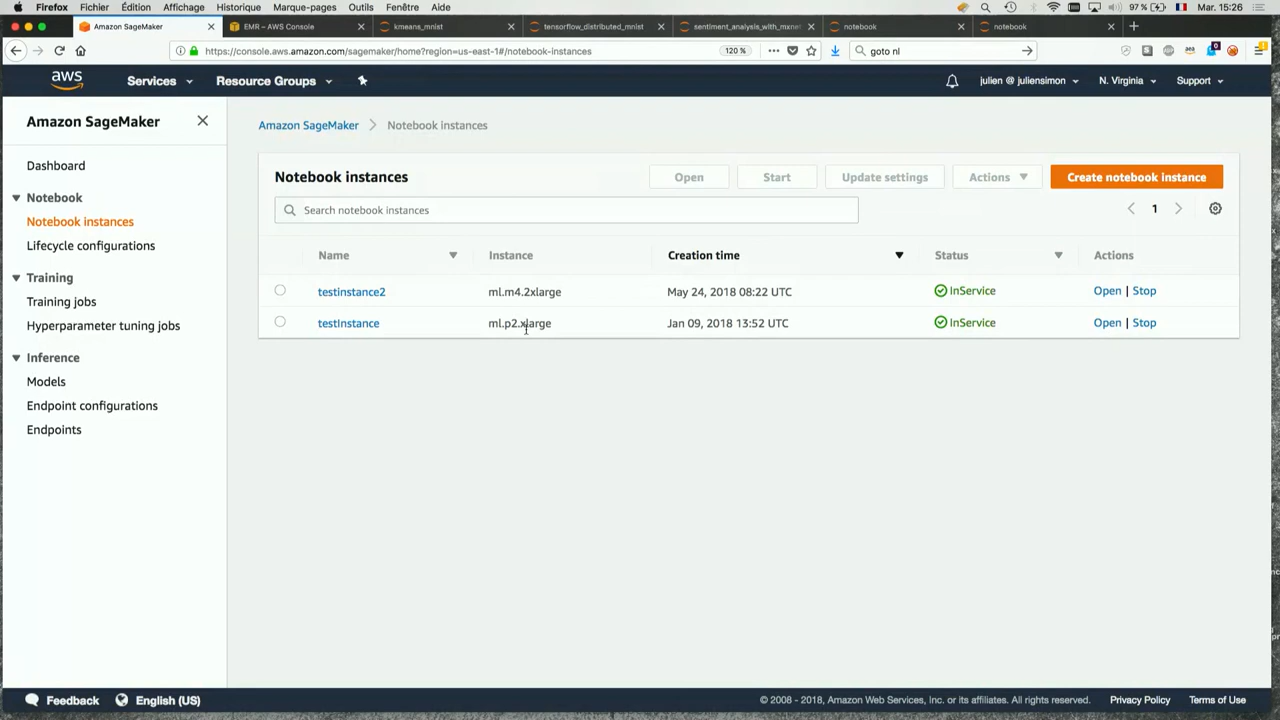 Firefox Fichier Édition Affichage Historique Marque-pages Outils Fenêtre Aide 97 % Mar. 15:26
Amazon SageMaker EMR – AWS Console kmeans_mnist tensorflow_distributed_mnist sentiment_analysis_with_mxne notebook notebook
https://console.aws.amazon.com/sagemaker/home?region=us-east-1#/notebook-instances 120 % goto nl
aws Services Resource Groups julien @ juliensimon N. Virginia Support
Amazon SageMaker
Dashboard
Notebook
Notebook instances
Lifecycle configurations
Training
Training jobs
Hyperparameter tuning jobs
Inference
Models
Endpoint configurations
Endpoints
Amazon SageMaker Notebook instances
Notebook instances Open Start Update settings Actions Create notebook instance
Search notebook instances 1
Name Instance Creation time Status Actions
testinstance2 ml.m4.2xlarge May 24, 2018 08:22 UTC InService Open | Stop
testInstance ml.p2.xlarge Jan 09, 2018 13:52 UTC InService Open | Stop
Feedback English (US) © 2008 - 2018, Amazon Web Services, Inc. or its affiliates. All rights reserved. Privacy Policy Terms of Use